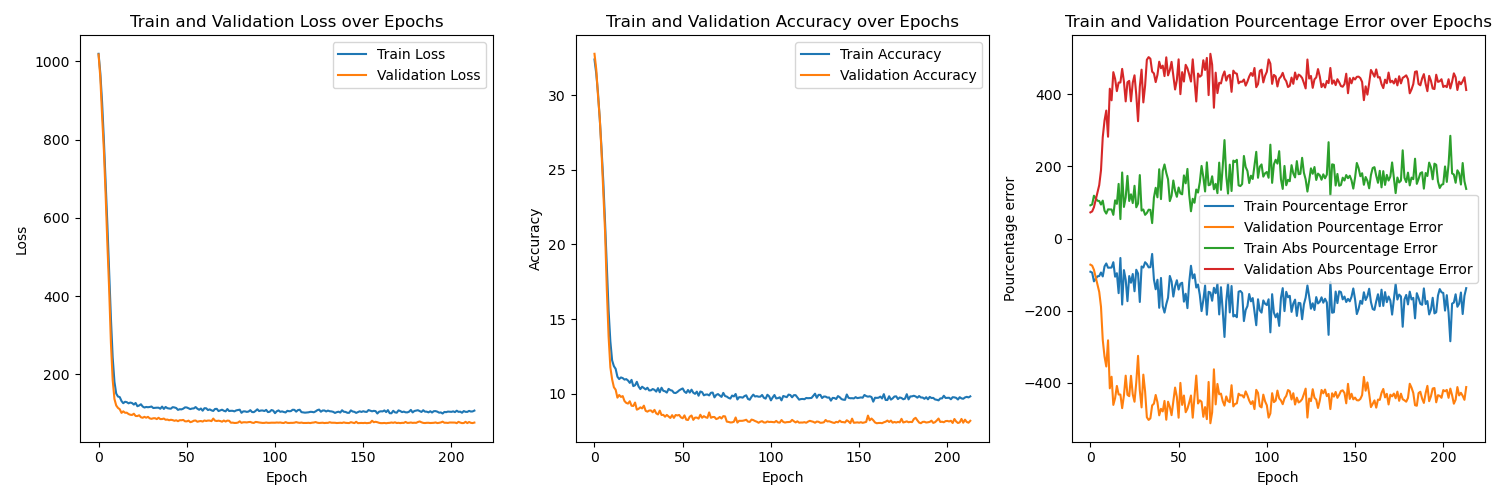 Train and Validation Loss over Epochs
Loss
1000
800
600
400
200
0
50
100
150
200
Epoch
Train Loss
Validation Loss
Train and Validation Accuracy over Epochs
Accuracy
30
25
20
15
10
0
50
100
150
200
Epoch
Train Accuracy
Validation Accuracy
Train and Validation Pourcentage Error over Epochs
Pourcentage error
400
200
0
−200
−400
0
50
100
150
200
Epoch
Train Pourcentage Error
Validation Pourcentage Error
Train Abs Pourcentage Error
Validation Abs Pourcentage Error